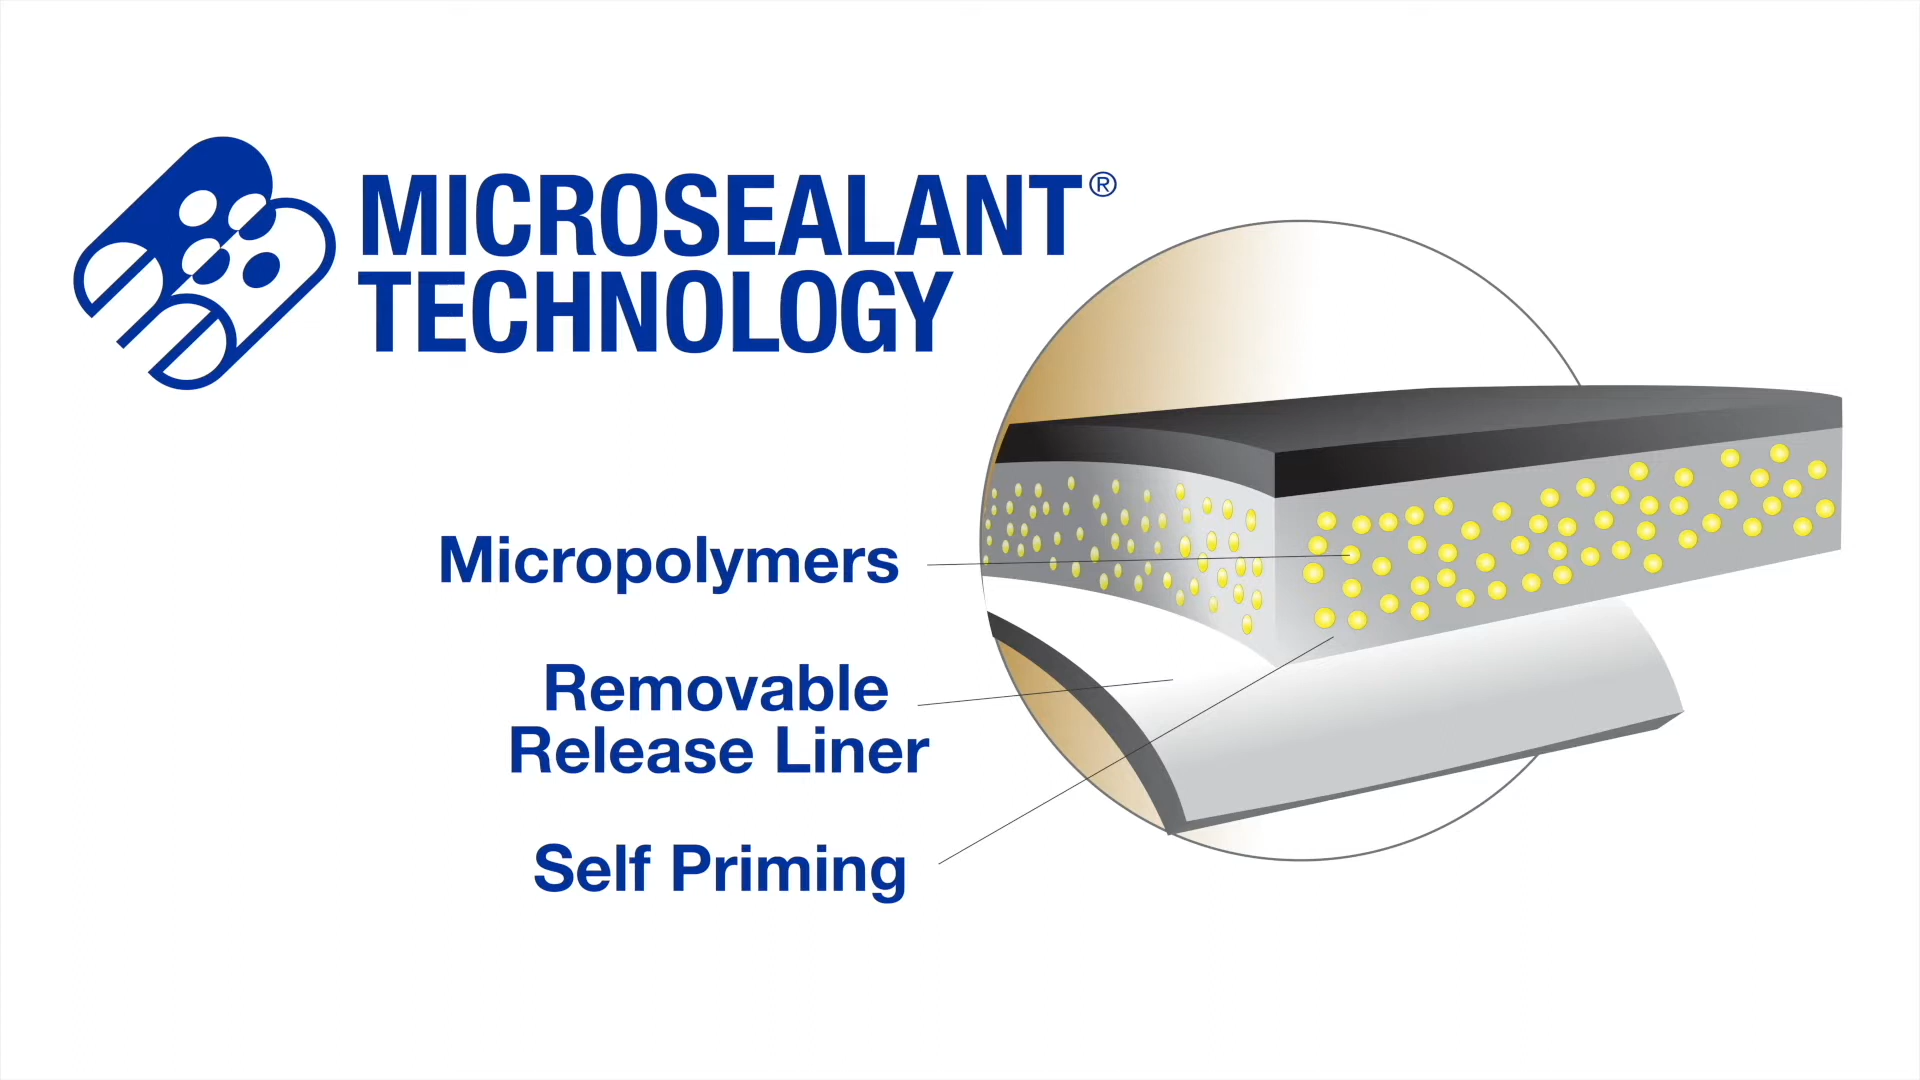 MICROSEALANT®
TECHNOLOGY
Micropolymers
Removable
Release Liner
Self Priming